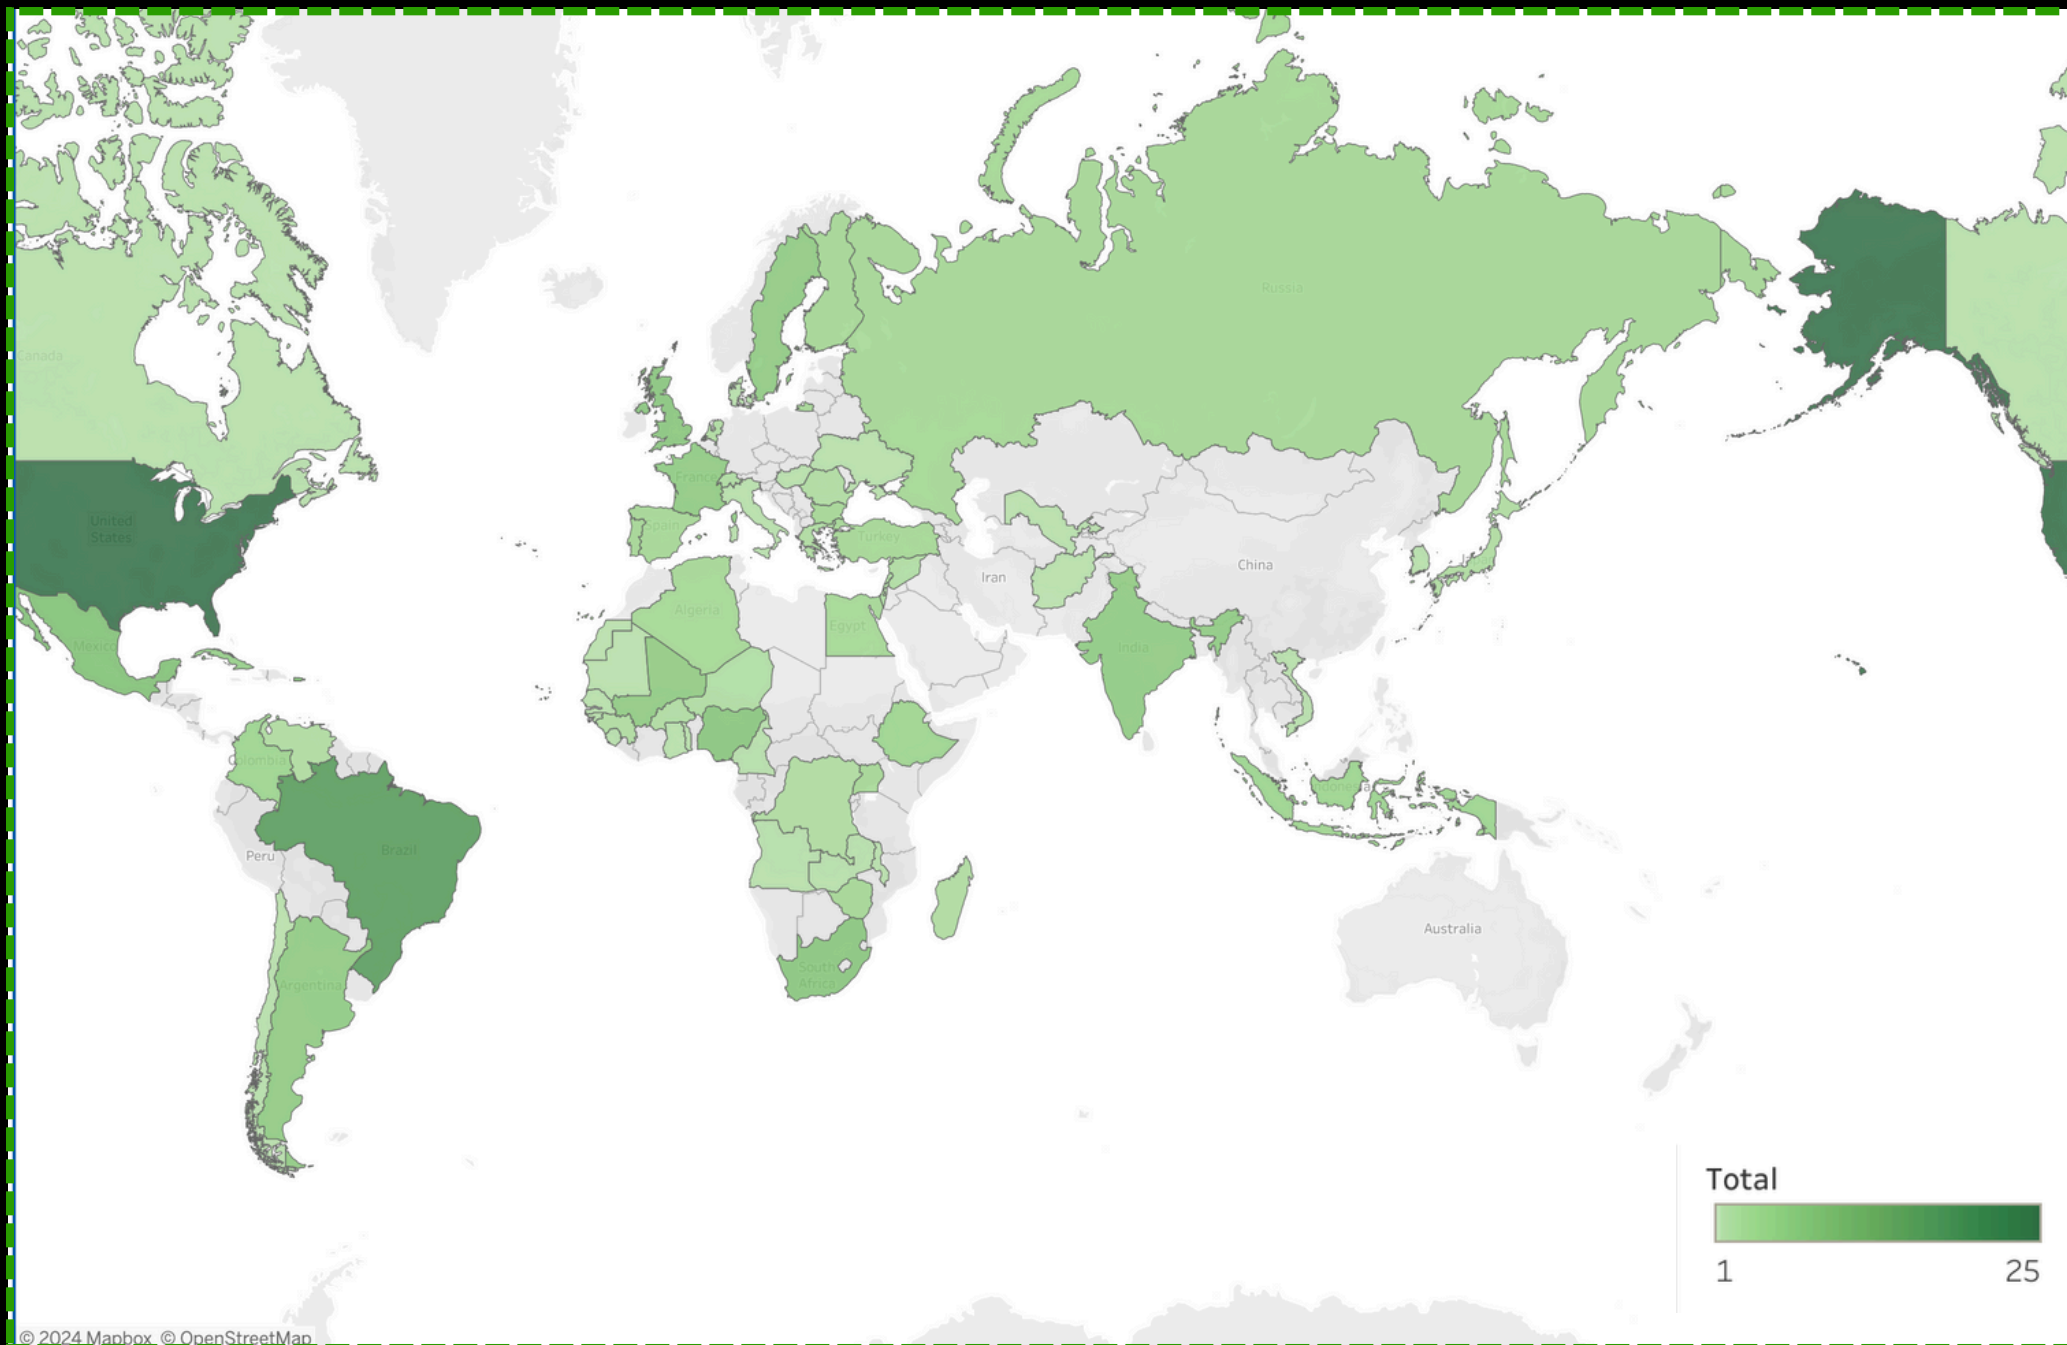 Russia
Canada
United
States
France
Spain
Turkey
Iran
China
Mexico
Algeria
Egypt
India
Colombia
Indonesia
Peru
Brazil
Australia
South
Africa
Argentina
Total
1 25
© 2024 Mapbox © OpenStreetMap